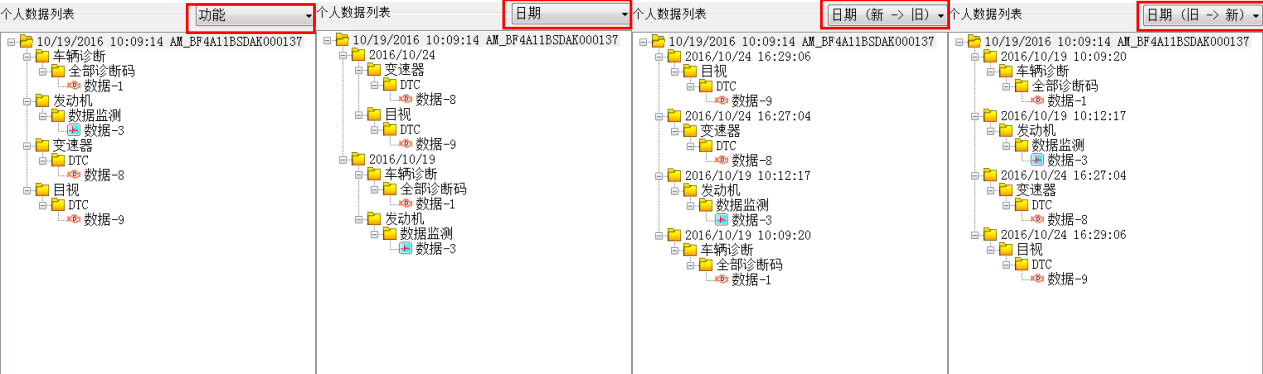 个人数据列表 功能
10/19/2016 10:09:14 AM_BF4A11BSDAK000137
车辆诊断
全部诊断码
数据-1
发动机
数据监测
数据-3
变速器
DTC
数据-8
目视
DTC
数据-9
个人数据列表 日期
10/19/2016 10:09:14 AM_BF4A11BSDAK000137
2016/10/24
变速器
DTC
数据-8
目视
DTC
数据-9
2016/10/19
车辆诊断
全部诊断码
数据-1
发动机
数据监测
数据-3
个人数据列表 日期 (新 -> 旧)
10/19/2016 10:09:14 AM_BF4A11BSDAK000137
2016/10/24 16:29:06
目视
DTC
数据-9
2016/10/24 16:27:04
变速器
DTC
数据-8
2016/10/19 10:12:17
发动机
数据监测
数据-3
2016/10/19 10:09:20
车辆诊断
全部诊断码
数据-1
个人数据列表 日期 (旧 -> 新)
10/19/2016 10:09:14 AM_BF4A11BSDAK000137
2016/10/19 10:09:20
车辆诊断
全部诊断码
数据-1
2016/10/19 10:12:17
发动机
数据监测
数据-3
2016/10/24 16:27:04
变速器
DTC
数据-8
2016/10/24 16:29:06
目视
DTC
数据-9